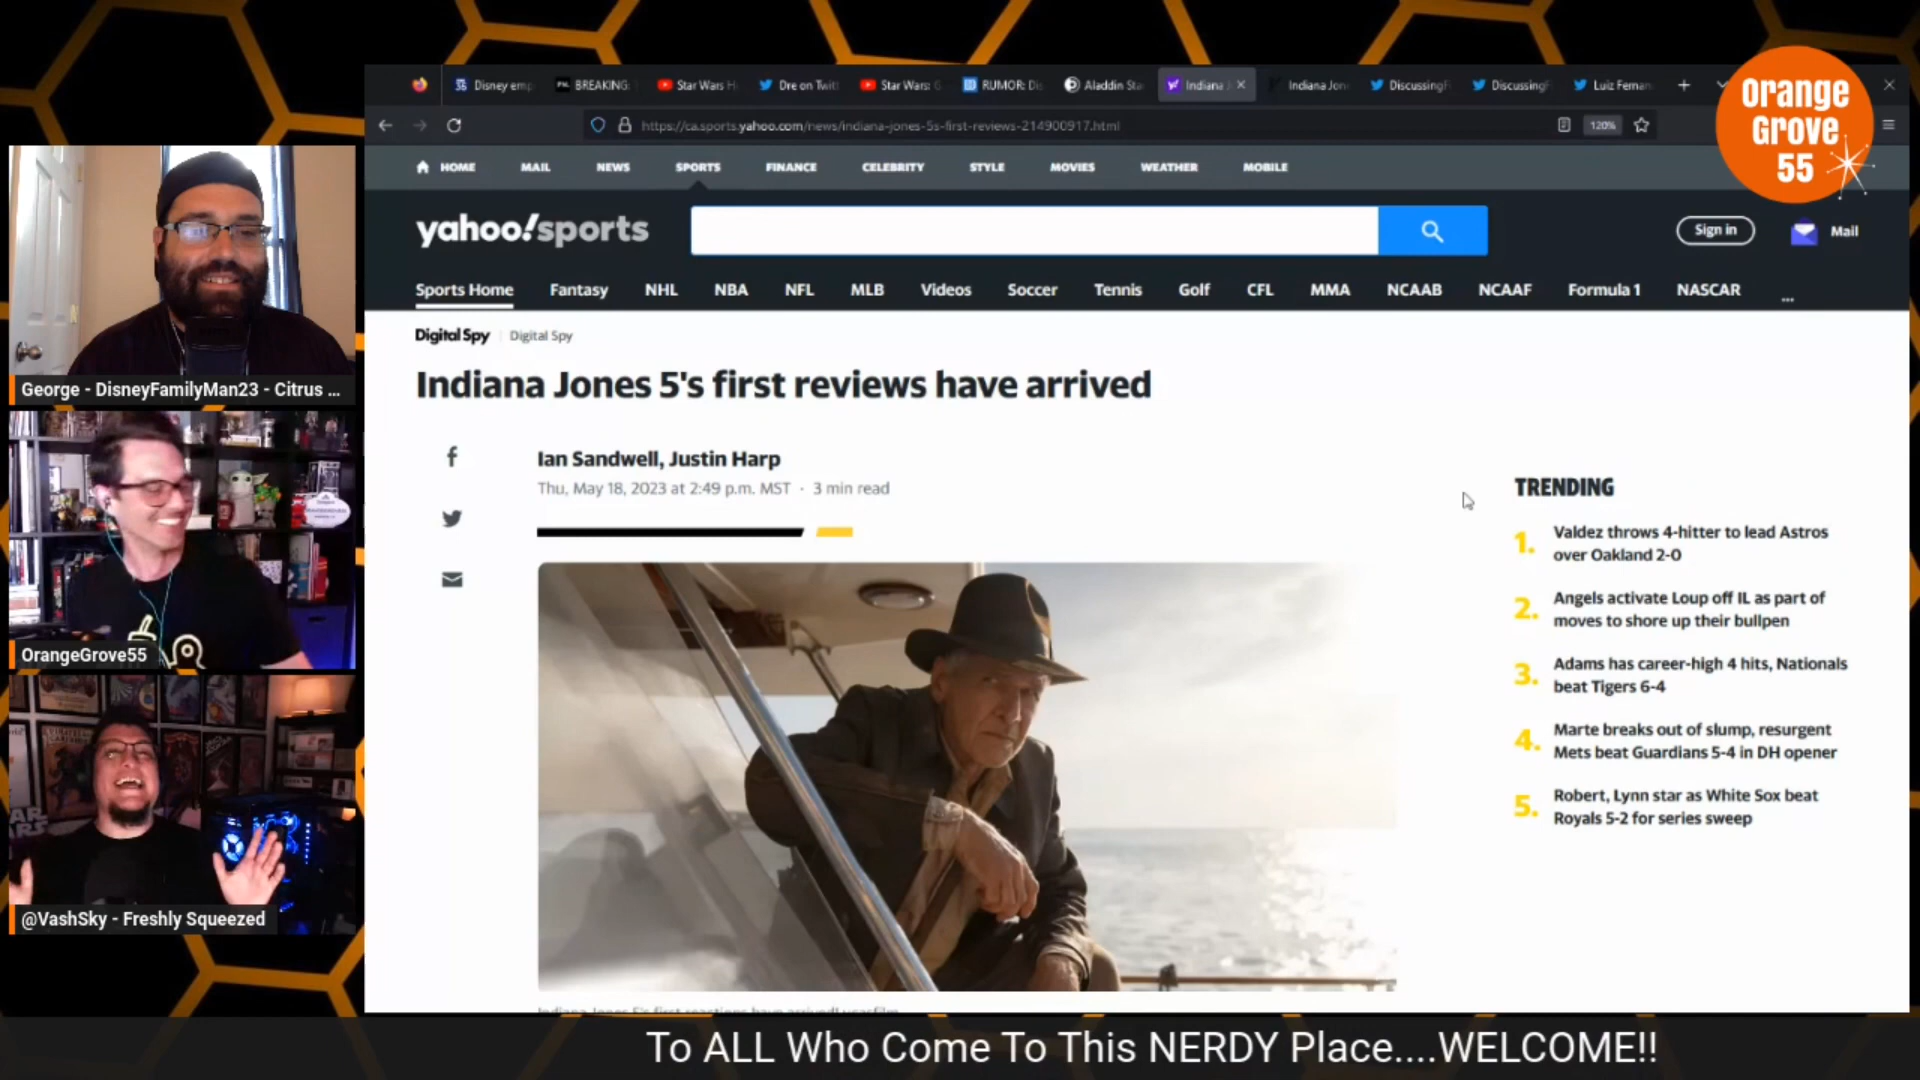 Disney emp
BREAKING:
Star Wars H
Dre on Twitt
Star Wars: G
RUMOR: Dis
Aladdin Sta
Indiana J
Indiana Jon
DiscussingF
DiscussingF
Luiz Fernan
Orange
Grove
55
https://ca.sports.yahoo.com/news/indiana-jones-5s-first-reviews-214900917.html
120%
HOME MAIL NEWS SPORTS FINANCE CELEBRITY STYLE MOVIES WEATHER MOBILE
yahoo!sports
Sign in
Mail
Sports Home Fantasy NHL NBA NFL MLB Videos Soccer Tennis Golf CFL MMA NCAAB NCAAF Formula 1 NASCAR ...
Digital Spy Digital Spy
Indiana Jones 5's first reviews have arrived
Ian Sandwell, Justin Harp
Thu, May 18, 2023 at 2:49 p.m. MST · 3 min read
TRENDING
1. Valdez throws 4-hitter to lead Astros
over Oakland 2-0
2. Angels activate Loup off IL as part of
moves to shore up their bullpen
3. Adams has career-high 4 hits, Nationals
beat Tigers 6-4
4. Marte breaks out of slump, resurgent
Mets beat Guardians 5-4 in DH opener
5. Robert, Lynn star as White Sox beat
Royals 5-2 for series sweep
George - DisneyFamilyMan23 - Citrus ...
OrangeGrove55
@VashSky - Freshly Squeezed
To ALL Who Come To This NERDY Place....WELCOME!!